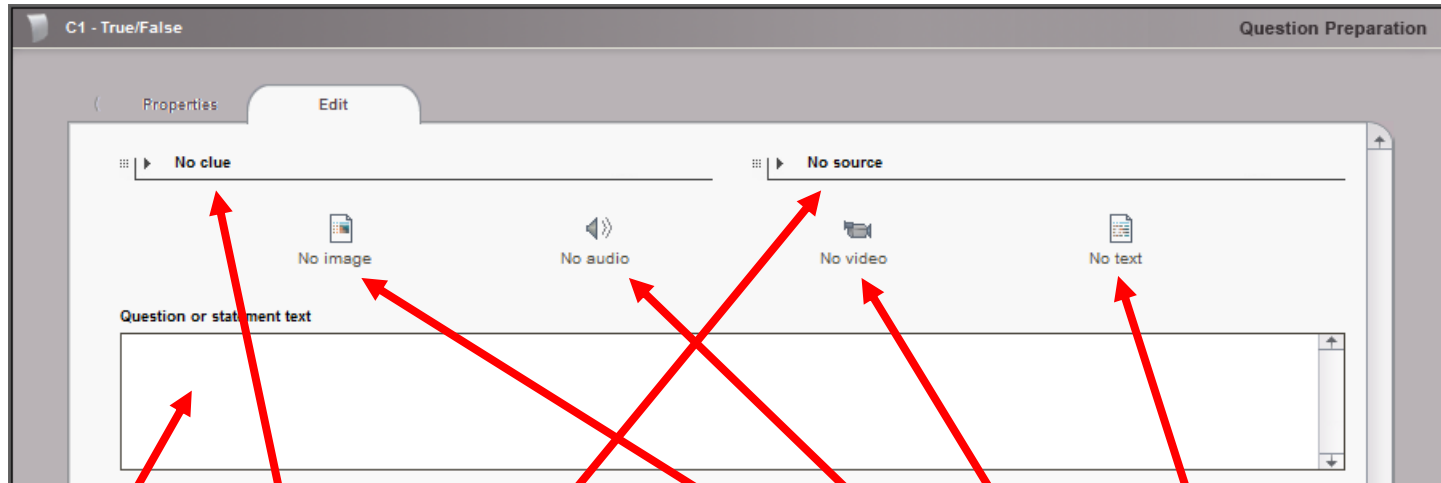 C1 - True/False Question Preparation
Properties Edit
No clue No source
No image No audio No video No text
Question or statement text